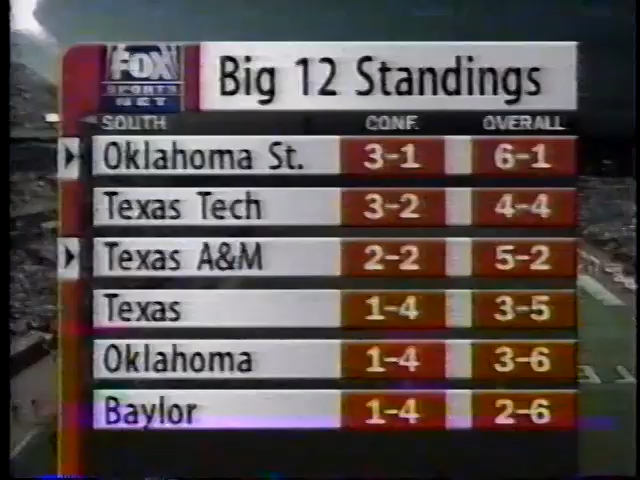 FOX
SPORTS
NET
Big 12 Standings
SOUTH CONF. OVERALL
Oklahoma St. 3-1 6-1
Texas Tech 3-2 4-4
Texas A&M 2-2 5-2
Texas 1-4 3-5
Oklahoma 1-4 3-6
Baylor 1-4 2-6